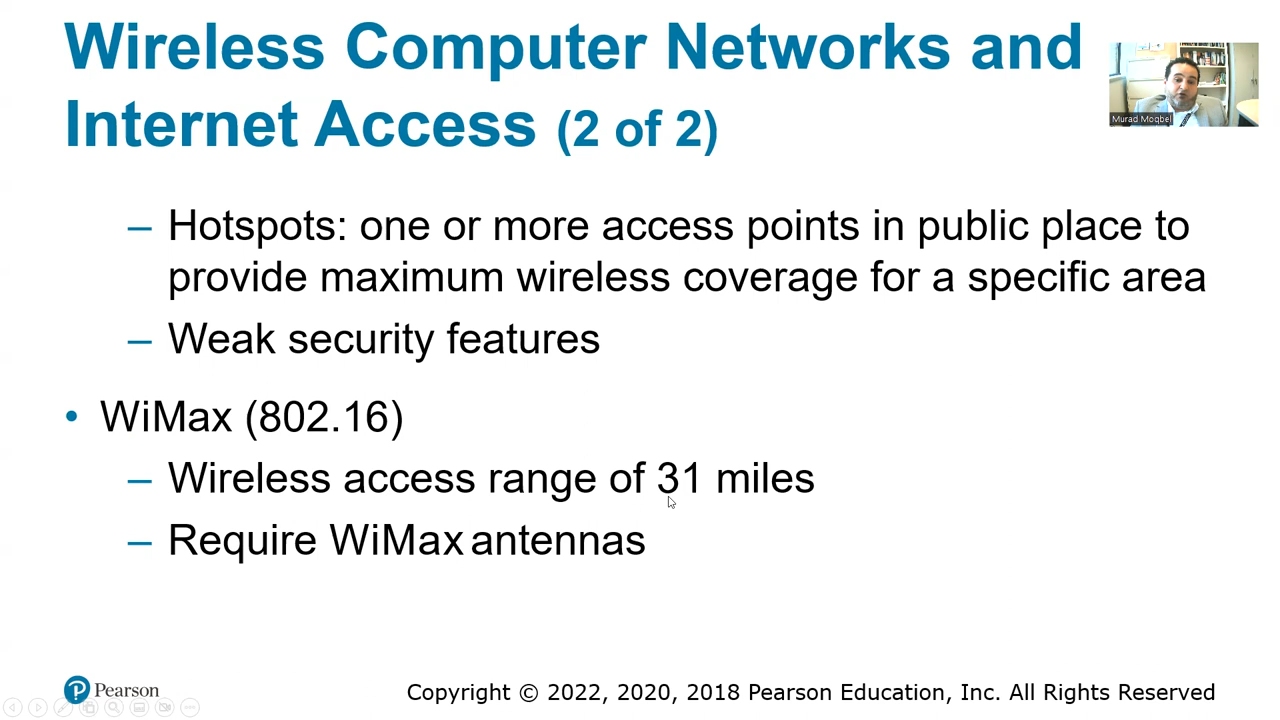 Wireless Computer Networks and
Internet Access (2 of 2)
Murad Moqbel
– Hotspots: one or more access points in public place to
provide maximum wireless coverage for a specific area
– Weak security features
• WiMax (802.16)
– Wireless access range of 31 miles
– Require WiMax antennas
Pearson
Copyright © 2022, 2020, 2018 Pearson Education, Inc. All Rights Reserved